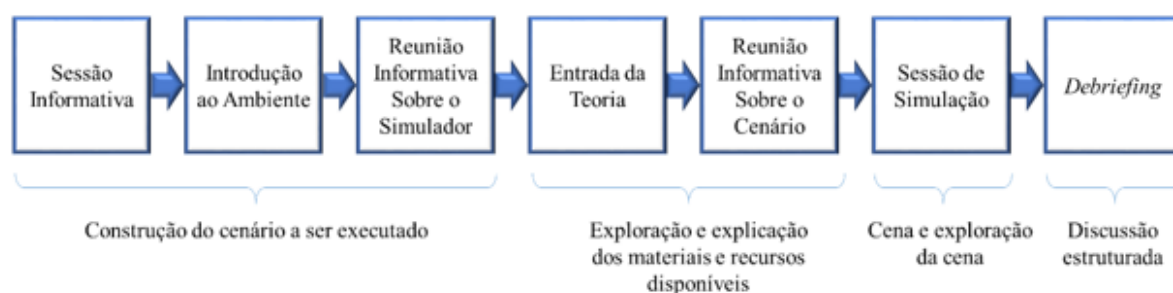 Sessão
Informativa
Introdução
ao Ambiente
Reunião
Informativa
Sobre o
Simulador
Entrada da
Teoria
Reunião
Informativa
Sobre o
Cenário
Sessão de
Simulação
Debriefing
Construção do cenário a ser executado
Exploração e explicação
dos materiais e recursos
disponíveis
Cena e exploração
da cena
Discussão
estruturada